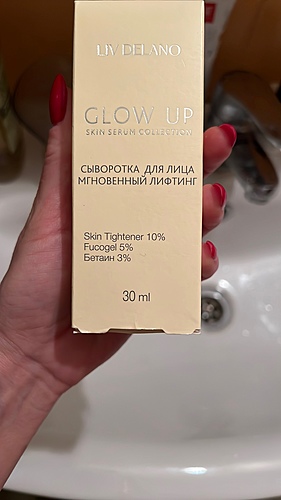 LIV DELANO
GLOW UP
SKIN SERUM COLLECTION
СЫВОРОТКА ДЛЯ ЛИЦА
МГНОВЕННЫЙ ЛИФТИНГ
Skin Tightener 10%
Fucogel 5%
Бетаин 3%
30 ml